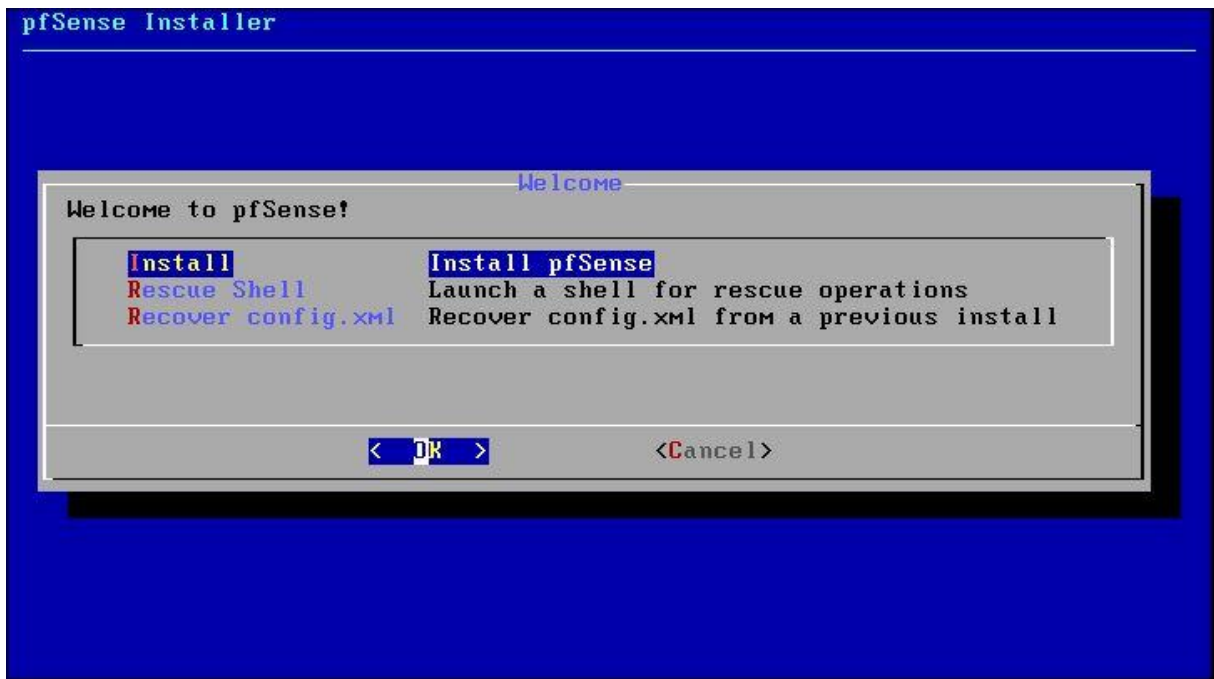 pfSense Installer
Welcome
Welcome to pfSense!
Install Install pfSense
Rescue Shell Launch a shell for rescue operations
Recover config.xml Recover config.xml from a previous install
< OK > <Cancel>